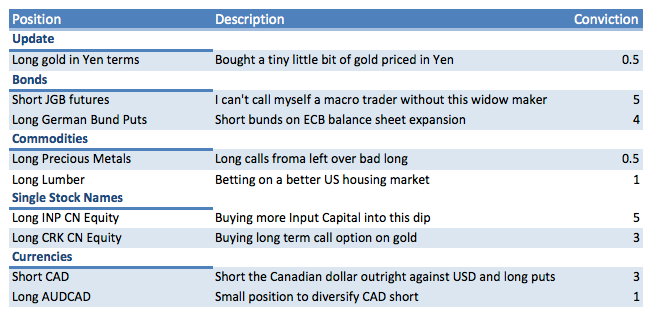 Position Description Conviction
Update
Long gold in Yen terms Bought a tiny little bit of gold priced in Yen 0.5
Bonds
Short JGB futures I can't call myself a macro trader without this widow maker 5
Long German Bund Puts Short bunds on ECB balance sheet expansion 4
Commodities
Long Precious Metals Long calls froma left over bad long 0.5
Long Lumber Betting on a better US housing market 1
Single Stock Names
Long INP CN Equity Buying more Input Capital into this dip 5
Long CRK CN Equity Buying long term call option on gold 3
Currencies
Short CAD Short the Canadian dollar outright against USD and long puts 3
Long AUDCAD Small position to diversify CAD short 1